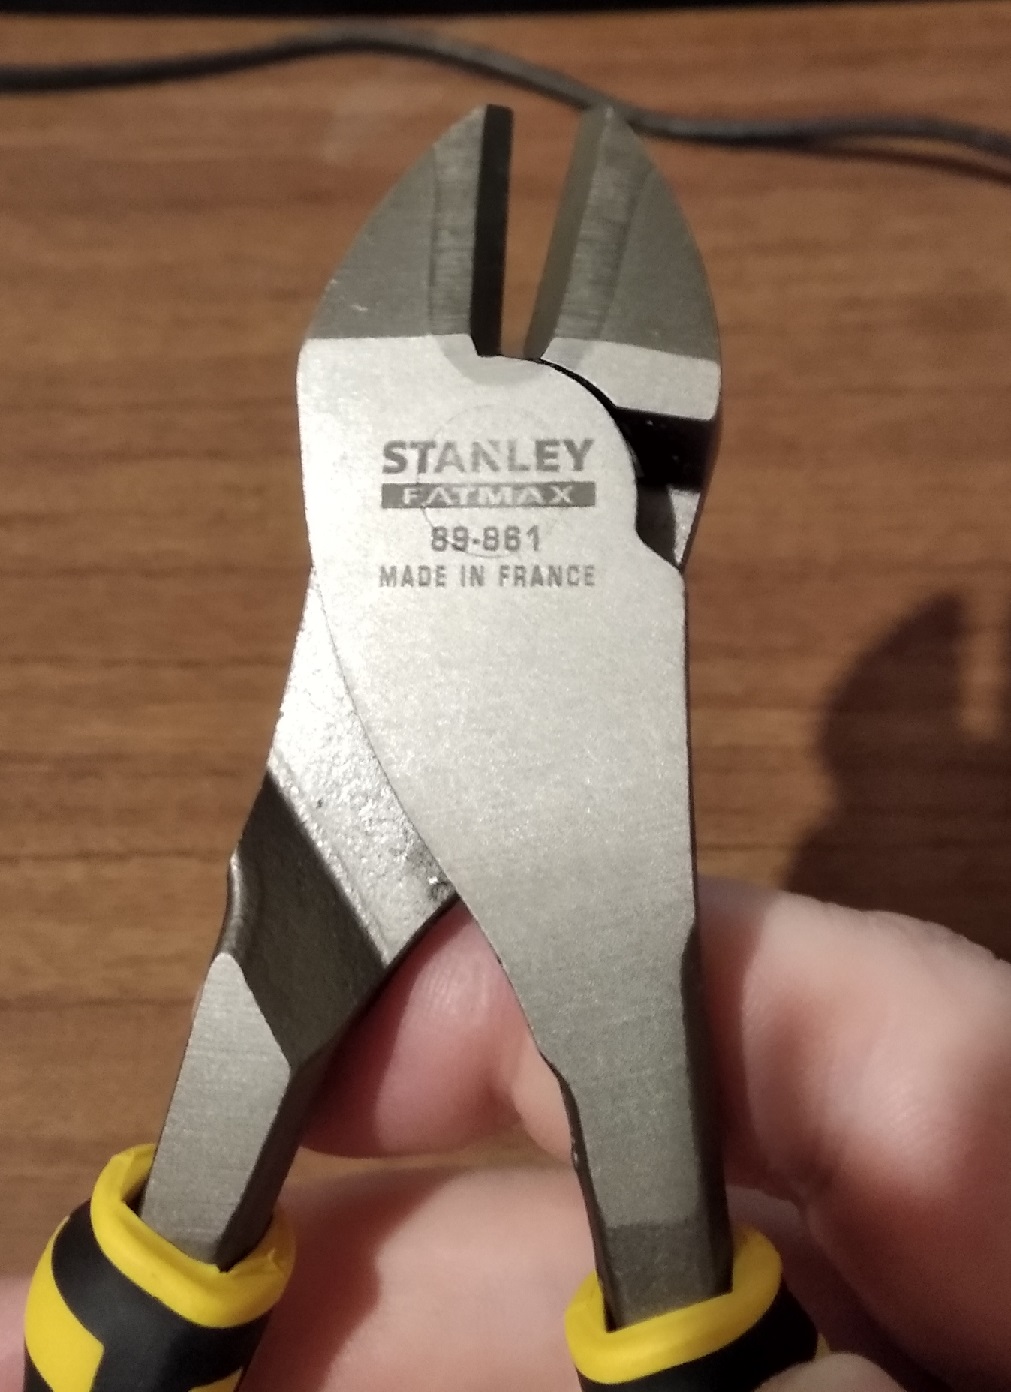 STANLEY
FATMAX
89-861
MADE IN FRANCE